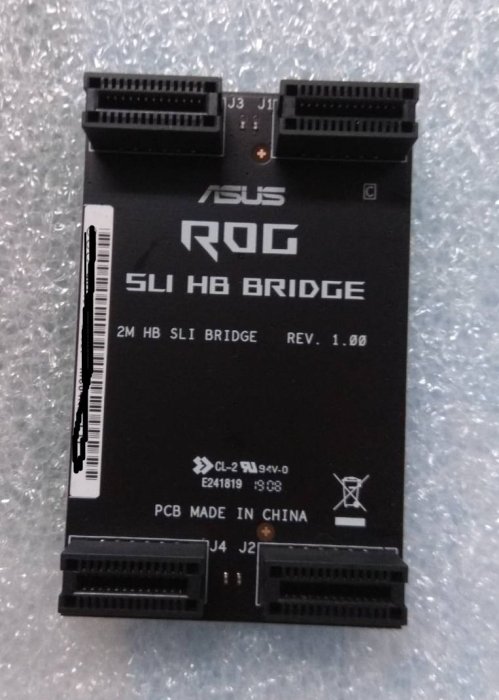 J3 J1
ASUS
C
ROG
SLI HB BRIDGE
2M HB SLI BRIDGE REV. 1.00
CL-2 94V-0
E241819 1908
PCB MADE IN CHINA
J4 J2